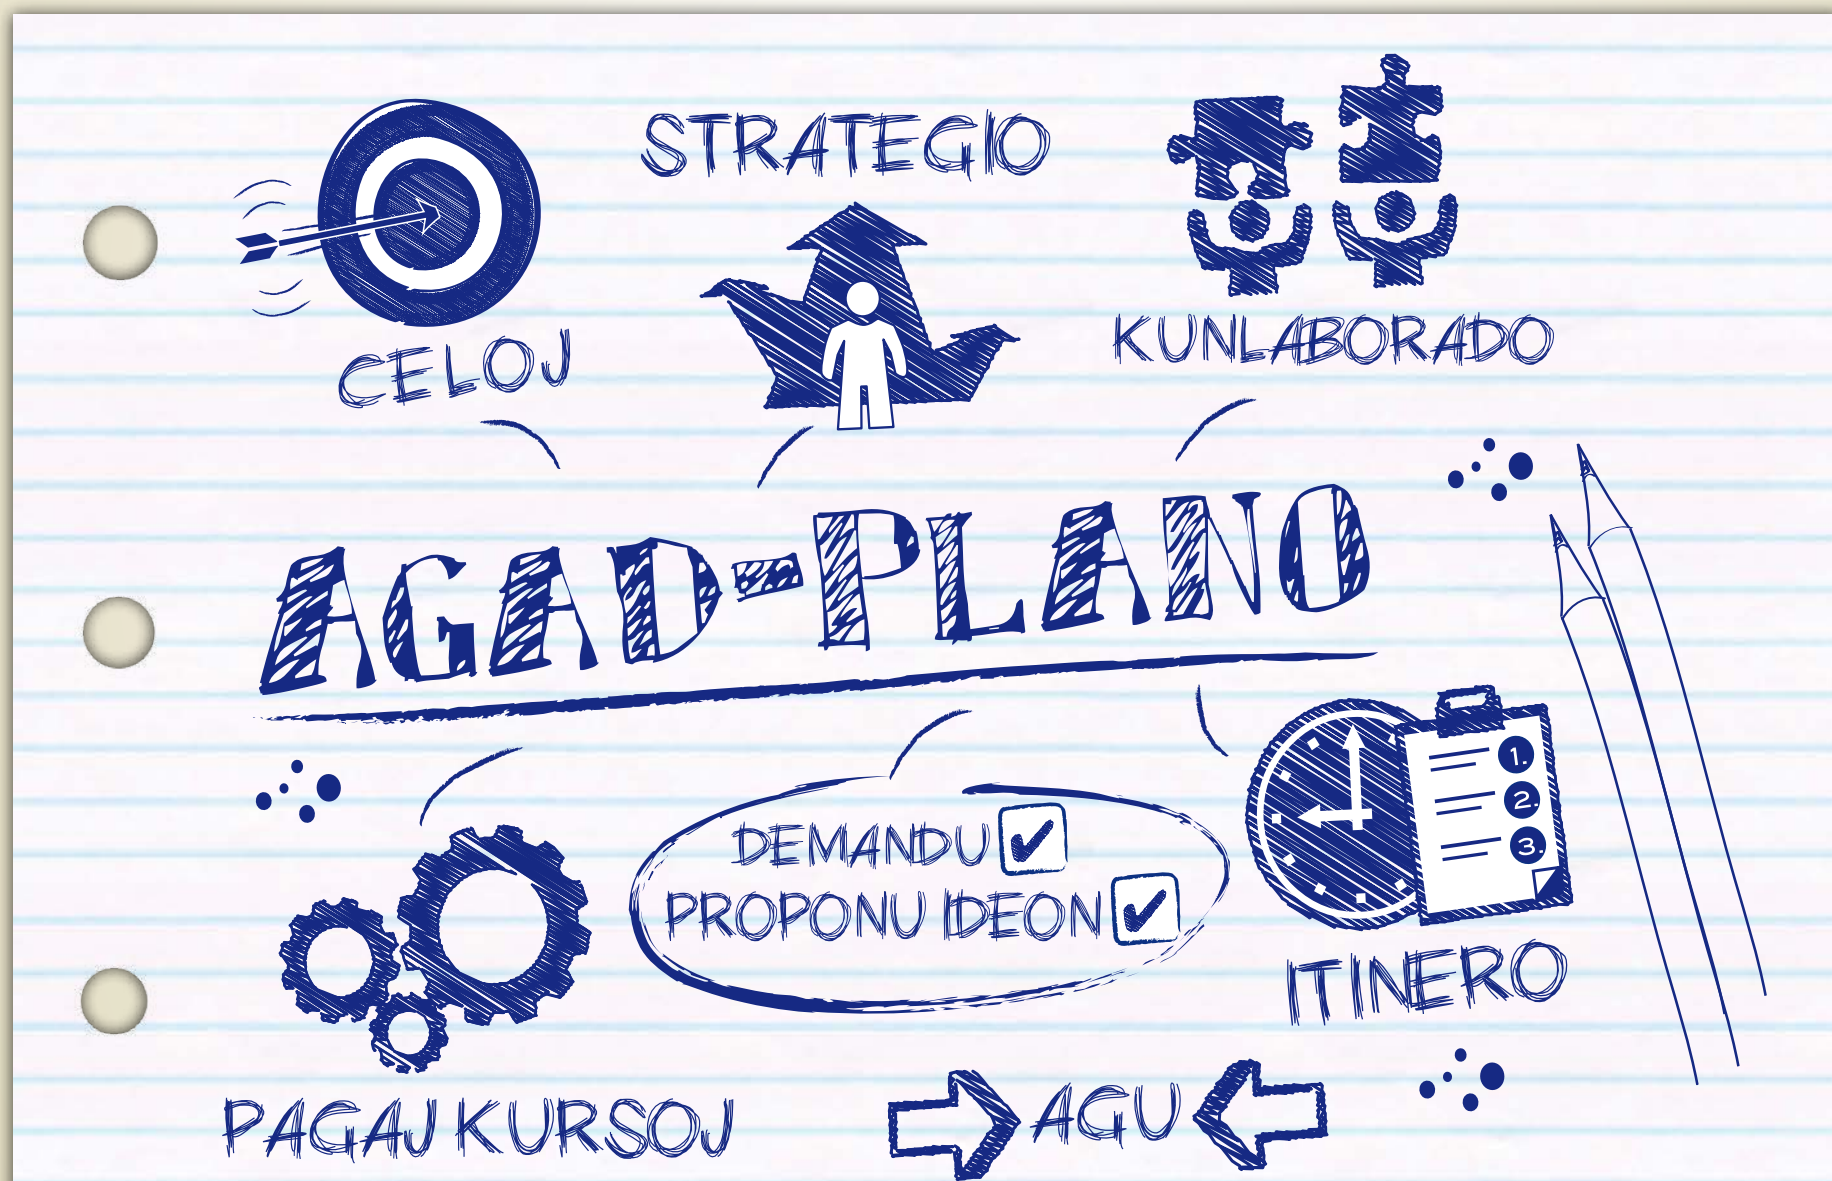 STRATEGIO
CELOJ
KUNLABORADO
AGAD-PLANO
1.
2.
3.
DEMANDU
PROPONU IDEON
ITINERO
PAGAJ KURSOJ
AGU